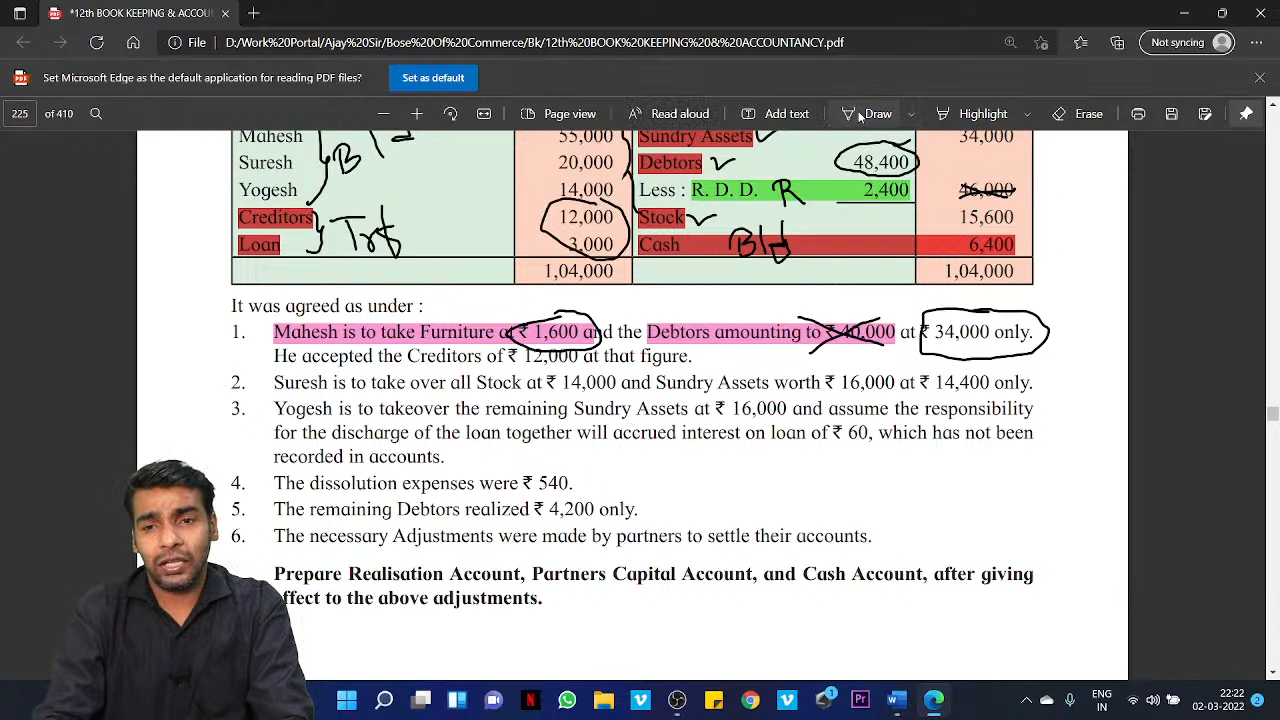 *12th BOOK KEEPING & ACCOU
File D:/Work%20Portal/Ajay%20Sir/Bose%20Of%20Commerce/Bk/12th%20BOOK%20KEEPING%20&%20ACCOUNTANCY.pdf Not syncing
Set Microsoft Edge as the default application for reading PDF files? Set as default
225 of 410 Page view Read aloud Add text Draw Highlight Erase
Mahesh 55,000 Sundry Assets 34,000
Suresh B 20,000 Debtors 48,400
Yogesh 14,000 Less : R. D. D. R 2,400 46,000
Creditors 12,000 Stock 15,600
Loan Trf 3,000 Cash 6,400
1,04,000 1,04,000
It was agreed as under :
1. Mahesh is to take Furniture at ₹ 1,600 and the Debtors amounting to ₹ 40,000 at ₹ 34,000 only.
He accepted the Creditors of ₹ 12,000 at that figure.
2. Suresh is to take over all Stock at ₹ 14,000 and Sundry Assets worth ₹ 16,000 at ₹ 14,400 only.
3. Yogesh is to takeover the remaining Sundry Assets at ₹ 16,000 and assume the responsibility
for the discharge of the loan together will accrued interest on loan of ₹ 60, which has not been
recorded in accounts.
4. The dissolution expenses were ₹ 540.
5. The remaining Debtors realized ₹ 4,200 only.
6. The necessary Adjustments were made by partners to settle their accounts.
Prepare Realisation Account, Partners Capital Account, and Cash Account, after giving
ffect to the above adjustments.
ENG
IN
22:22
02-03-2022